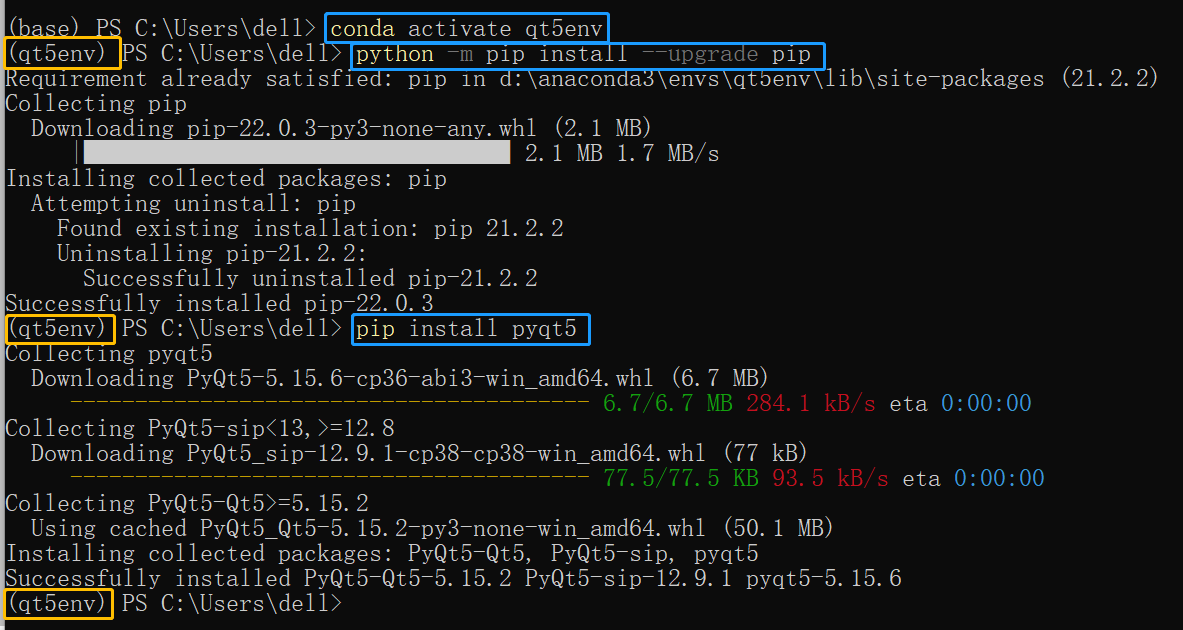 (base) PS C:\Users\dell> conda activate qt5env
(qt5env) PS C:\Users\dell> python -m pip install --upgrade pip
Requirement already satisfied: pip in d:\anaconda3\envs\qt5env\lib\site-packages (21.2.2)
Collecting pip
  Downloading pip-22.0.3-py3-none-any.whl (2.1 MB)
     | 2.1 MB 1.7 MB/s
Installing collected packages: pip
  Attempting uninstall: pip
    Found existing installation: pip 21.2.2
    Uninstalling pip-21.2.2:
      Successfully uninstalled pip-21.2.2
Successfully installed pip-22.0.3
(qt5env) PS C:\Users\dell> pip install pyqt5
Collecting pyqt5
  Downloading PyQt5-5.15.6-cp36-abi3-win_amd64.whl (6.7 MB)
     ---------------------------------------- 6.7/6.7 MB 284.1 kB/s eta 0:00:00
Collecting PyQt5-sip<13,>=12.8
  Downloading PyQt5_sip-12.9.1-cp38-cp38-win_amd64.whl (77 kB)
     ---------------------------------------- 77.5/77.5 KB 93.5 kB/s eta 0:00:00
Collecting PyQt5-Qt5>=5.15.2
  Using cached PyQt5_Qt5-5.15.2-py3-none-win_amd64.whl (50.1 MB)
Installing collected packages: PyQt5-Qt5, PyQt5-sip, pyqt5
Successfully installed PyQt5-Qt5-5.15.2 PyQt5-sip-12.9.1 pyqt5-5.15.6
(qt5env) PS C:\Users\dell>